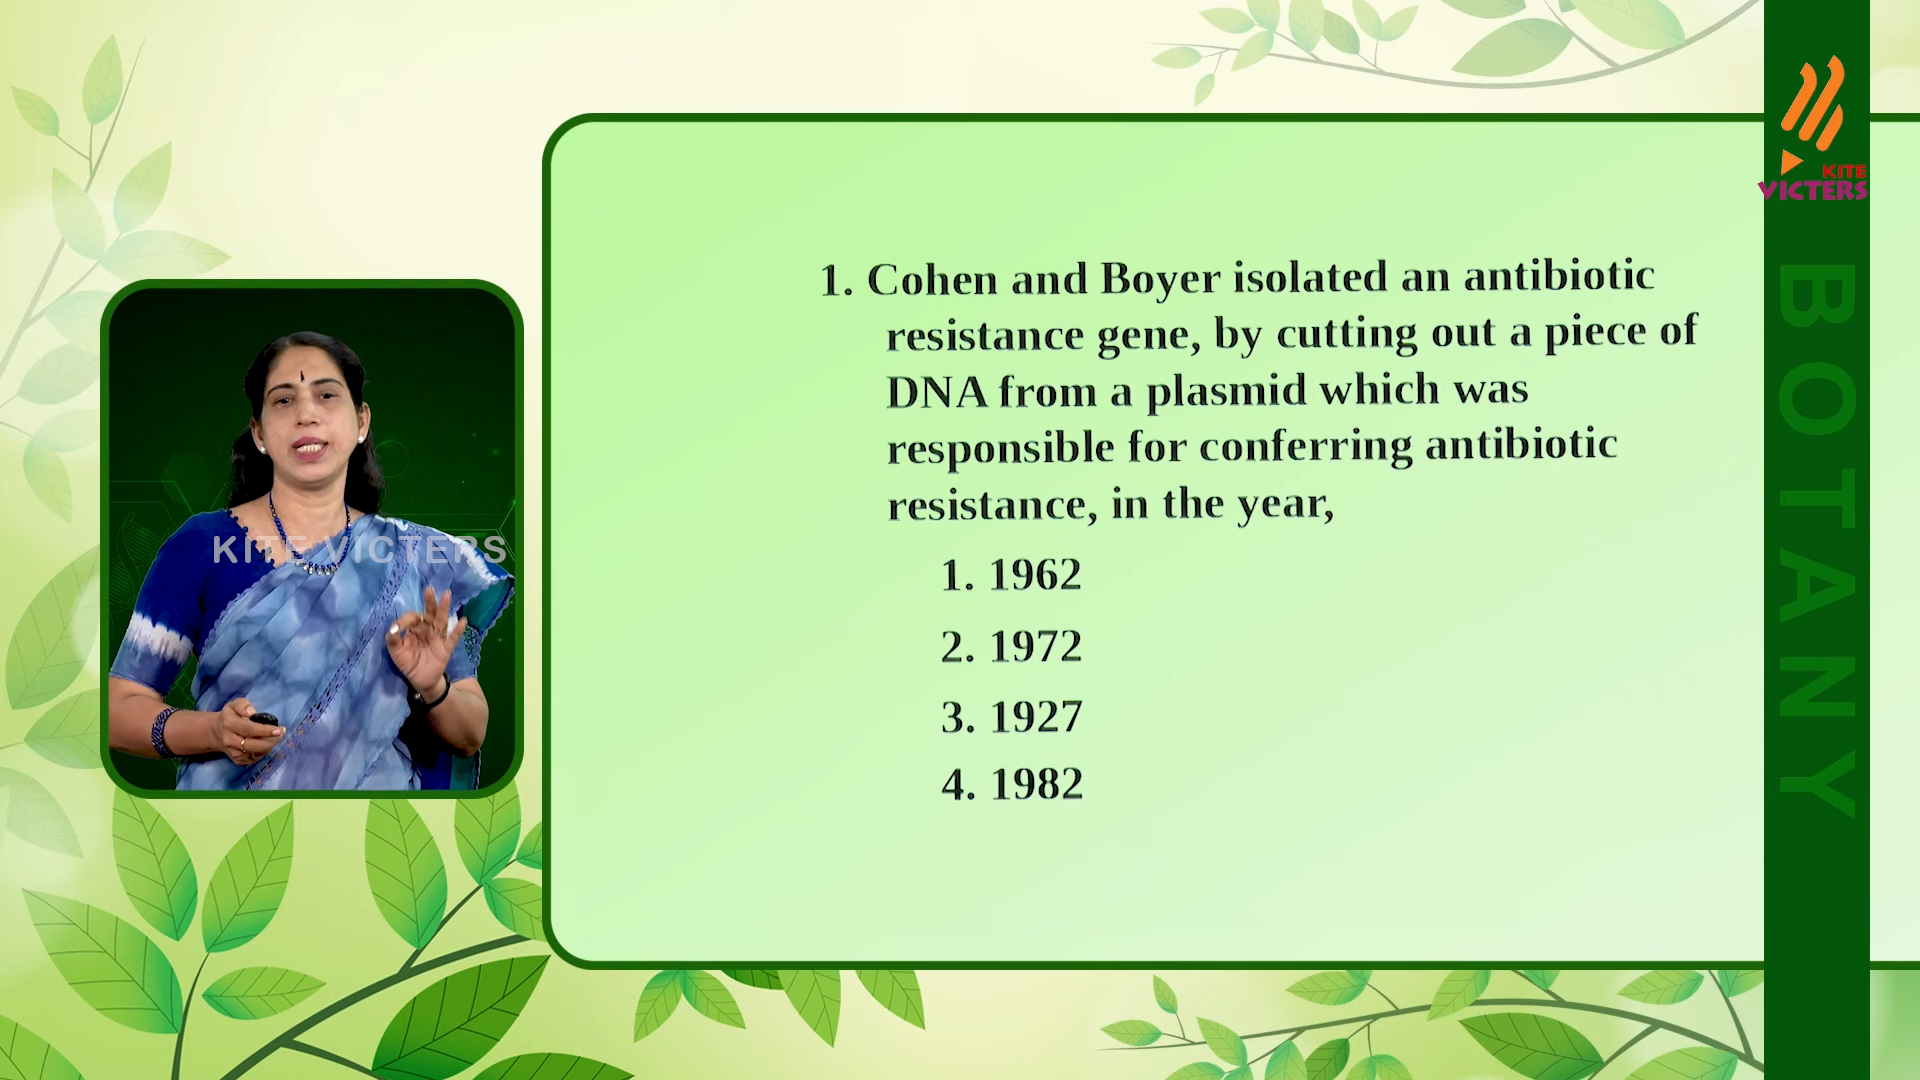 1. Cohen and Boyer isolated an antibiotic
resistance gene, by cutting out a piece of
DNA from a plasmid which was
responsible for conferring antibiotic
resistance, in the year,
1. 1962
2. 1972
3. 1927
4. 1982
KITE VICTERS
KITE
VICTERS
BOTANY